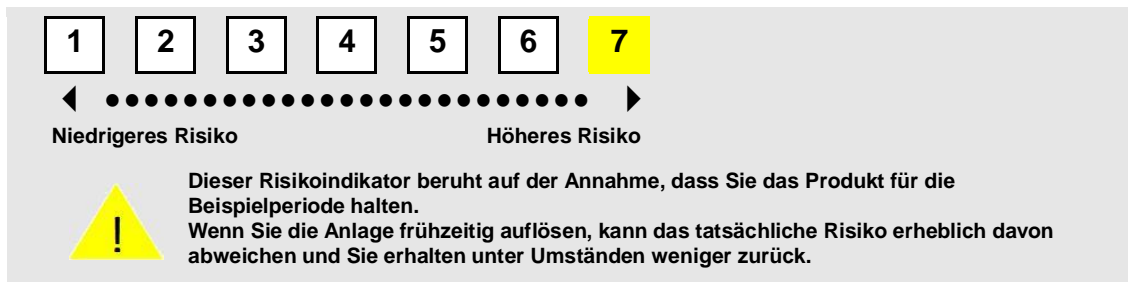 1 2 3 4 5 6 7
Niedrigeres Risiko Höheres Risiko
Dieser Risikoindikator beruht auf der Annahme, dass Sie das Produkt für die
Beispielperiode halten.
!
Wenn Sie die Anlage frühzeitig auflösen, kann das tatsächliche Risiko erheblich davon
abweichen und Sie erhalten unter Umständen weniger zurück.